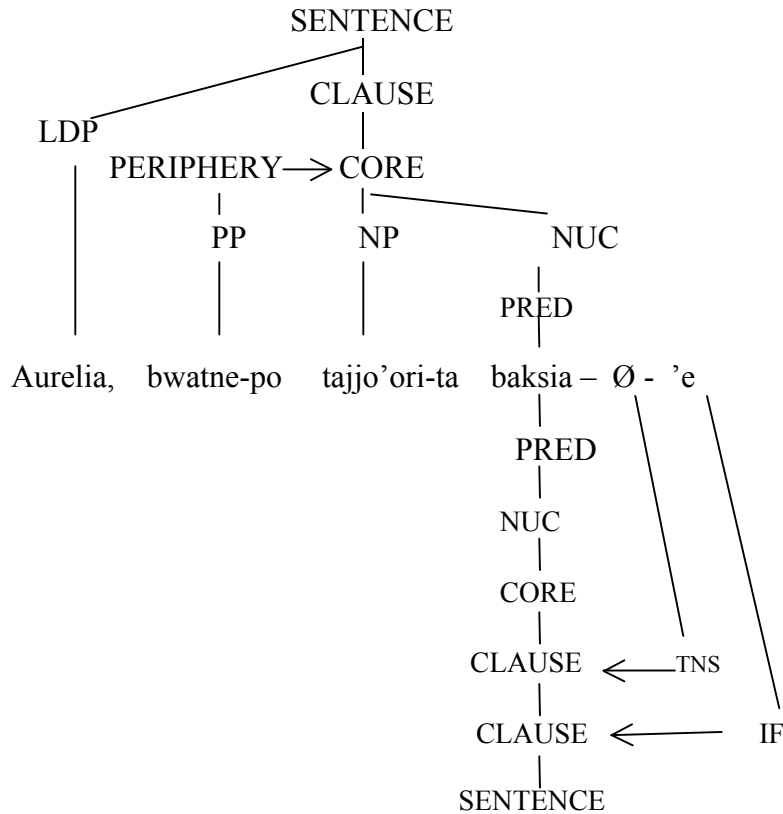 SENTENCE
CLAUSE
LDP
PERIPHERY CORE
PP NP NUC
PRED
Aurelia, bwatne-po tajjo’ori-ta baksia – Ø - ’e
PRED
NUC
CORE
CLAUSE TNS
CLAUSE IF
SENTENCE